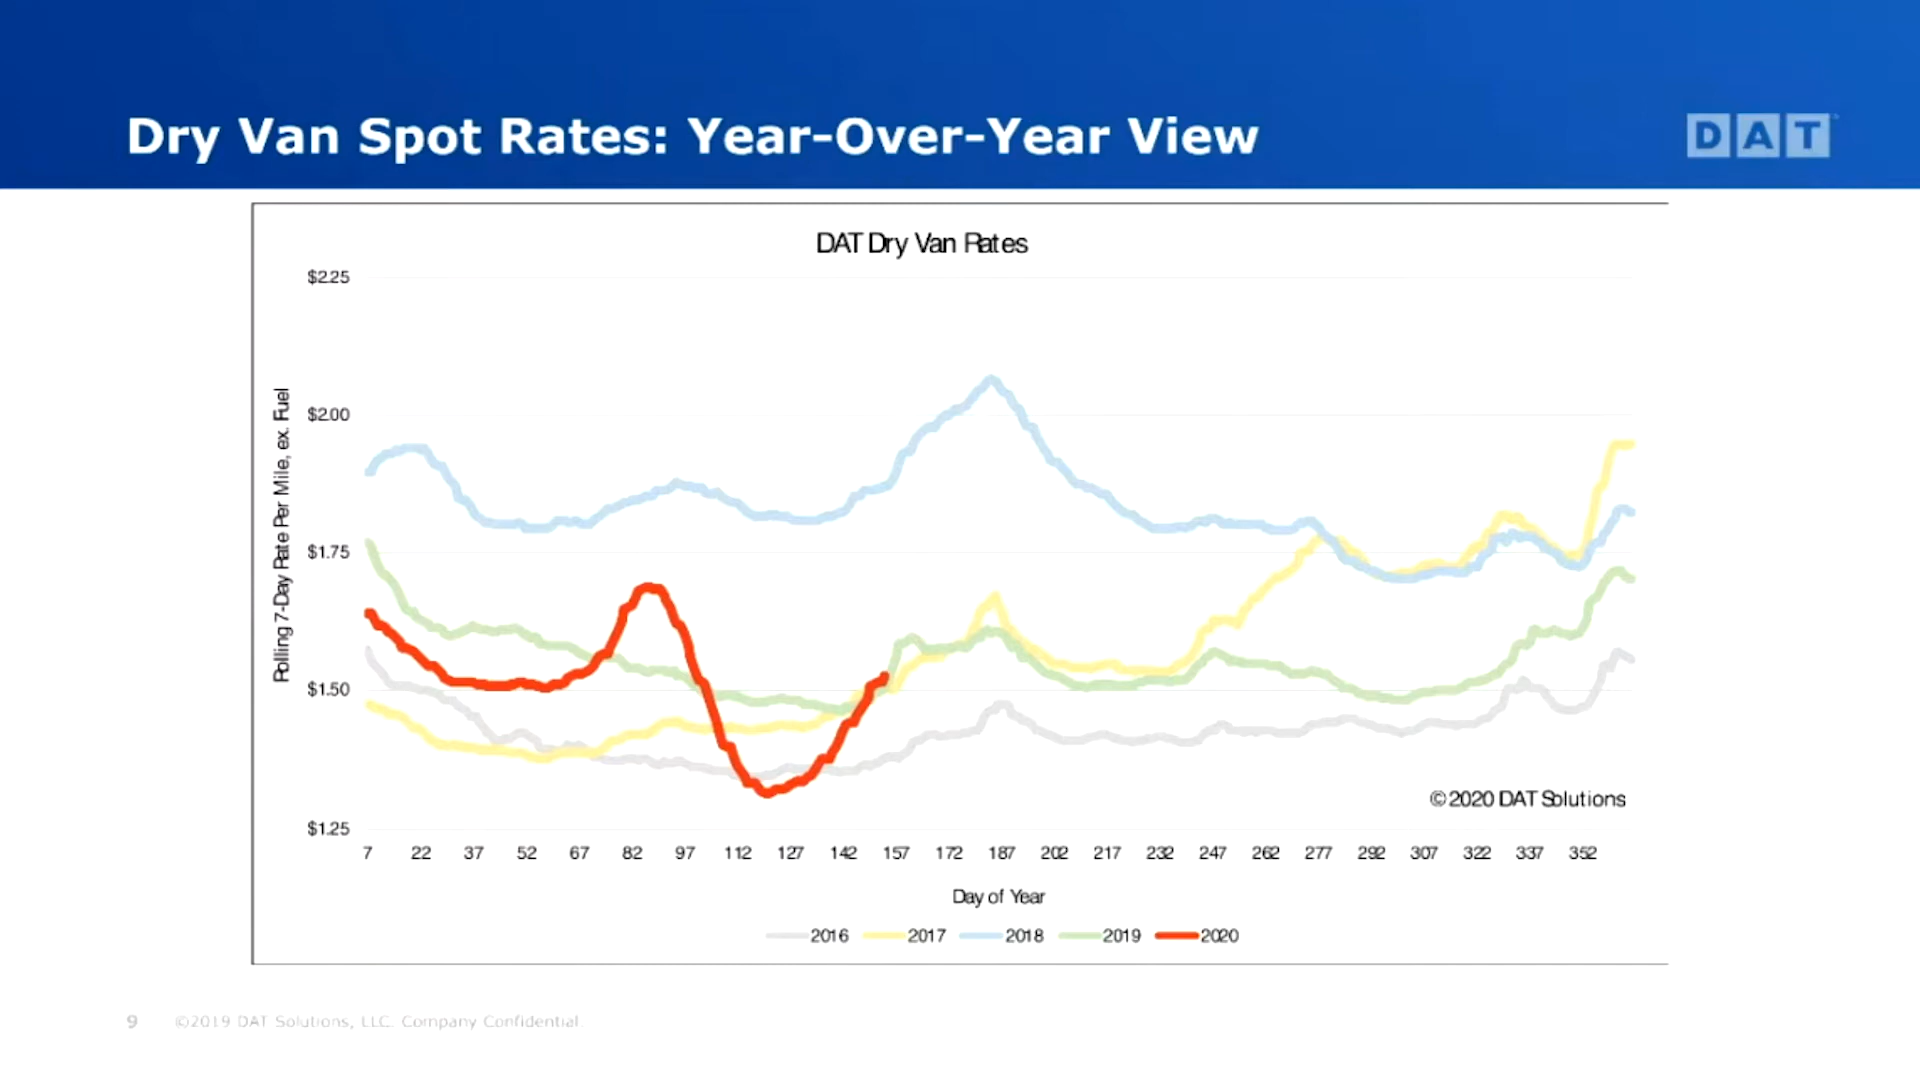 Dry Van Spot Rates: Year-Over-Year View
DAT
DAT Dry Van Rates
$2.25
$2.00
$1.75
$1.50
$1.25
Rolling 7-Day Rate Per Mile, ex. Fuel
7 22 37 52 67 82 97 112 127 142 157 172 187 202 217 232 247 262 277 292 307 322 337 352
Day of Year
©2020 DAT Solutions
2016 2017 2018 2019 2020
9 ©2019 DAT Solutions, LLC. Company Confidential.